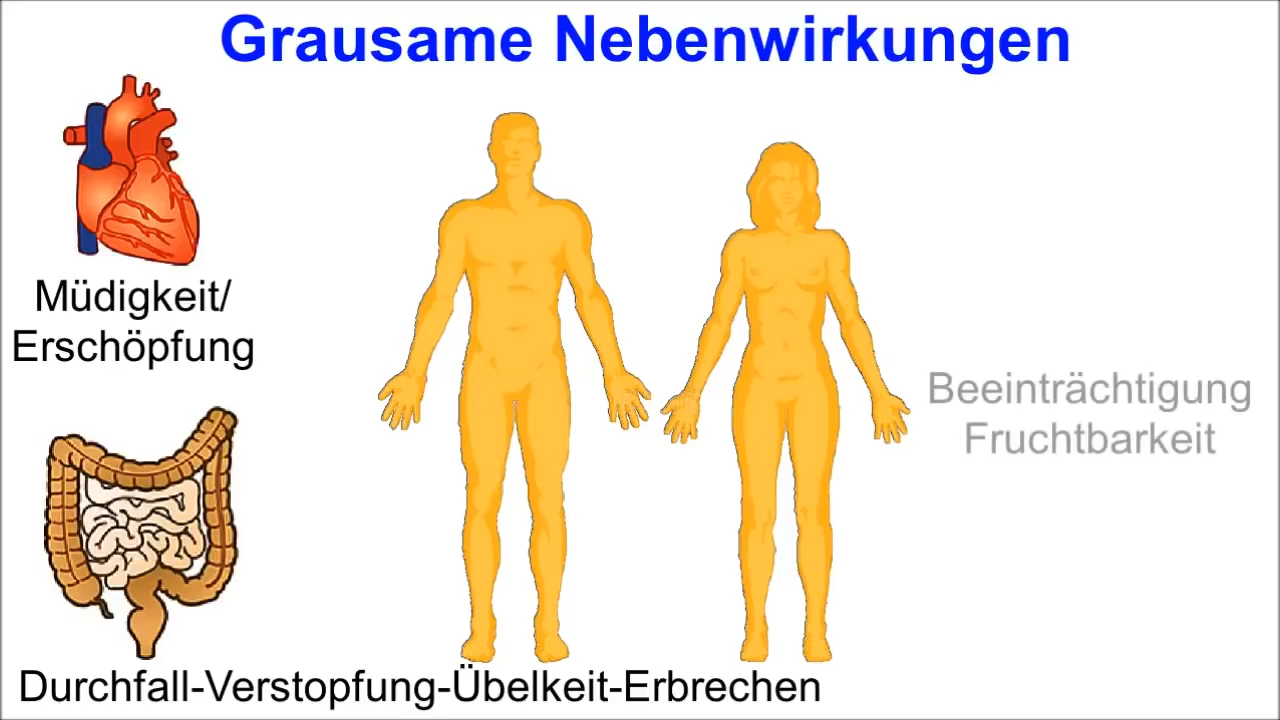 Grausame Nebenwirkungen
Müdigkeit/
Erschöpfung
Beeinträchtigung
Fruchtbarkeit
Durchfall-Verstopfung-Übelkeit-Erbrechen